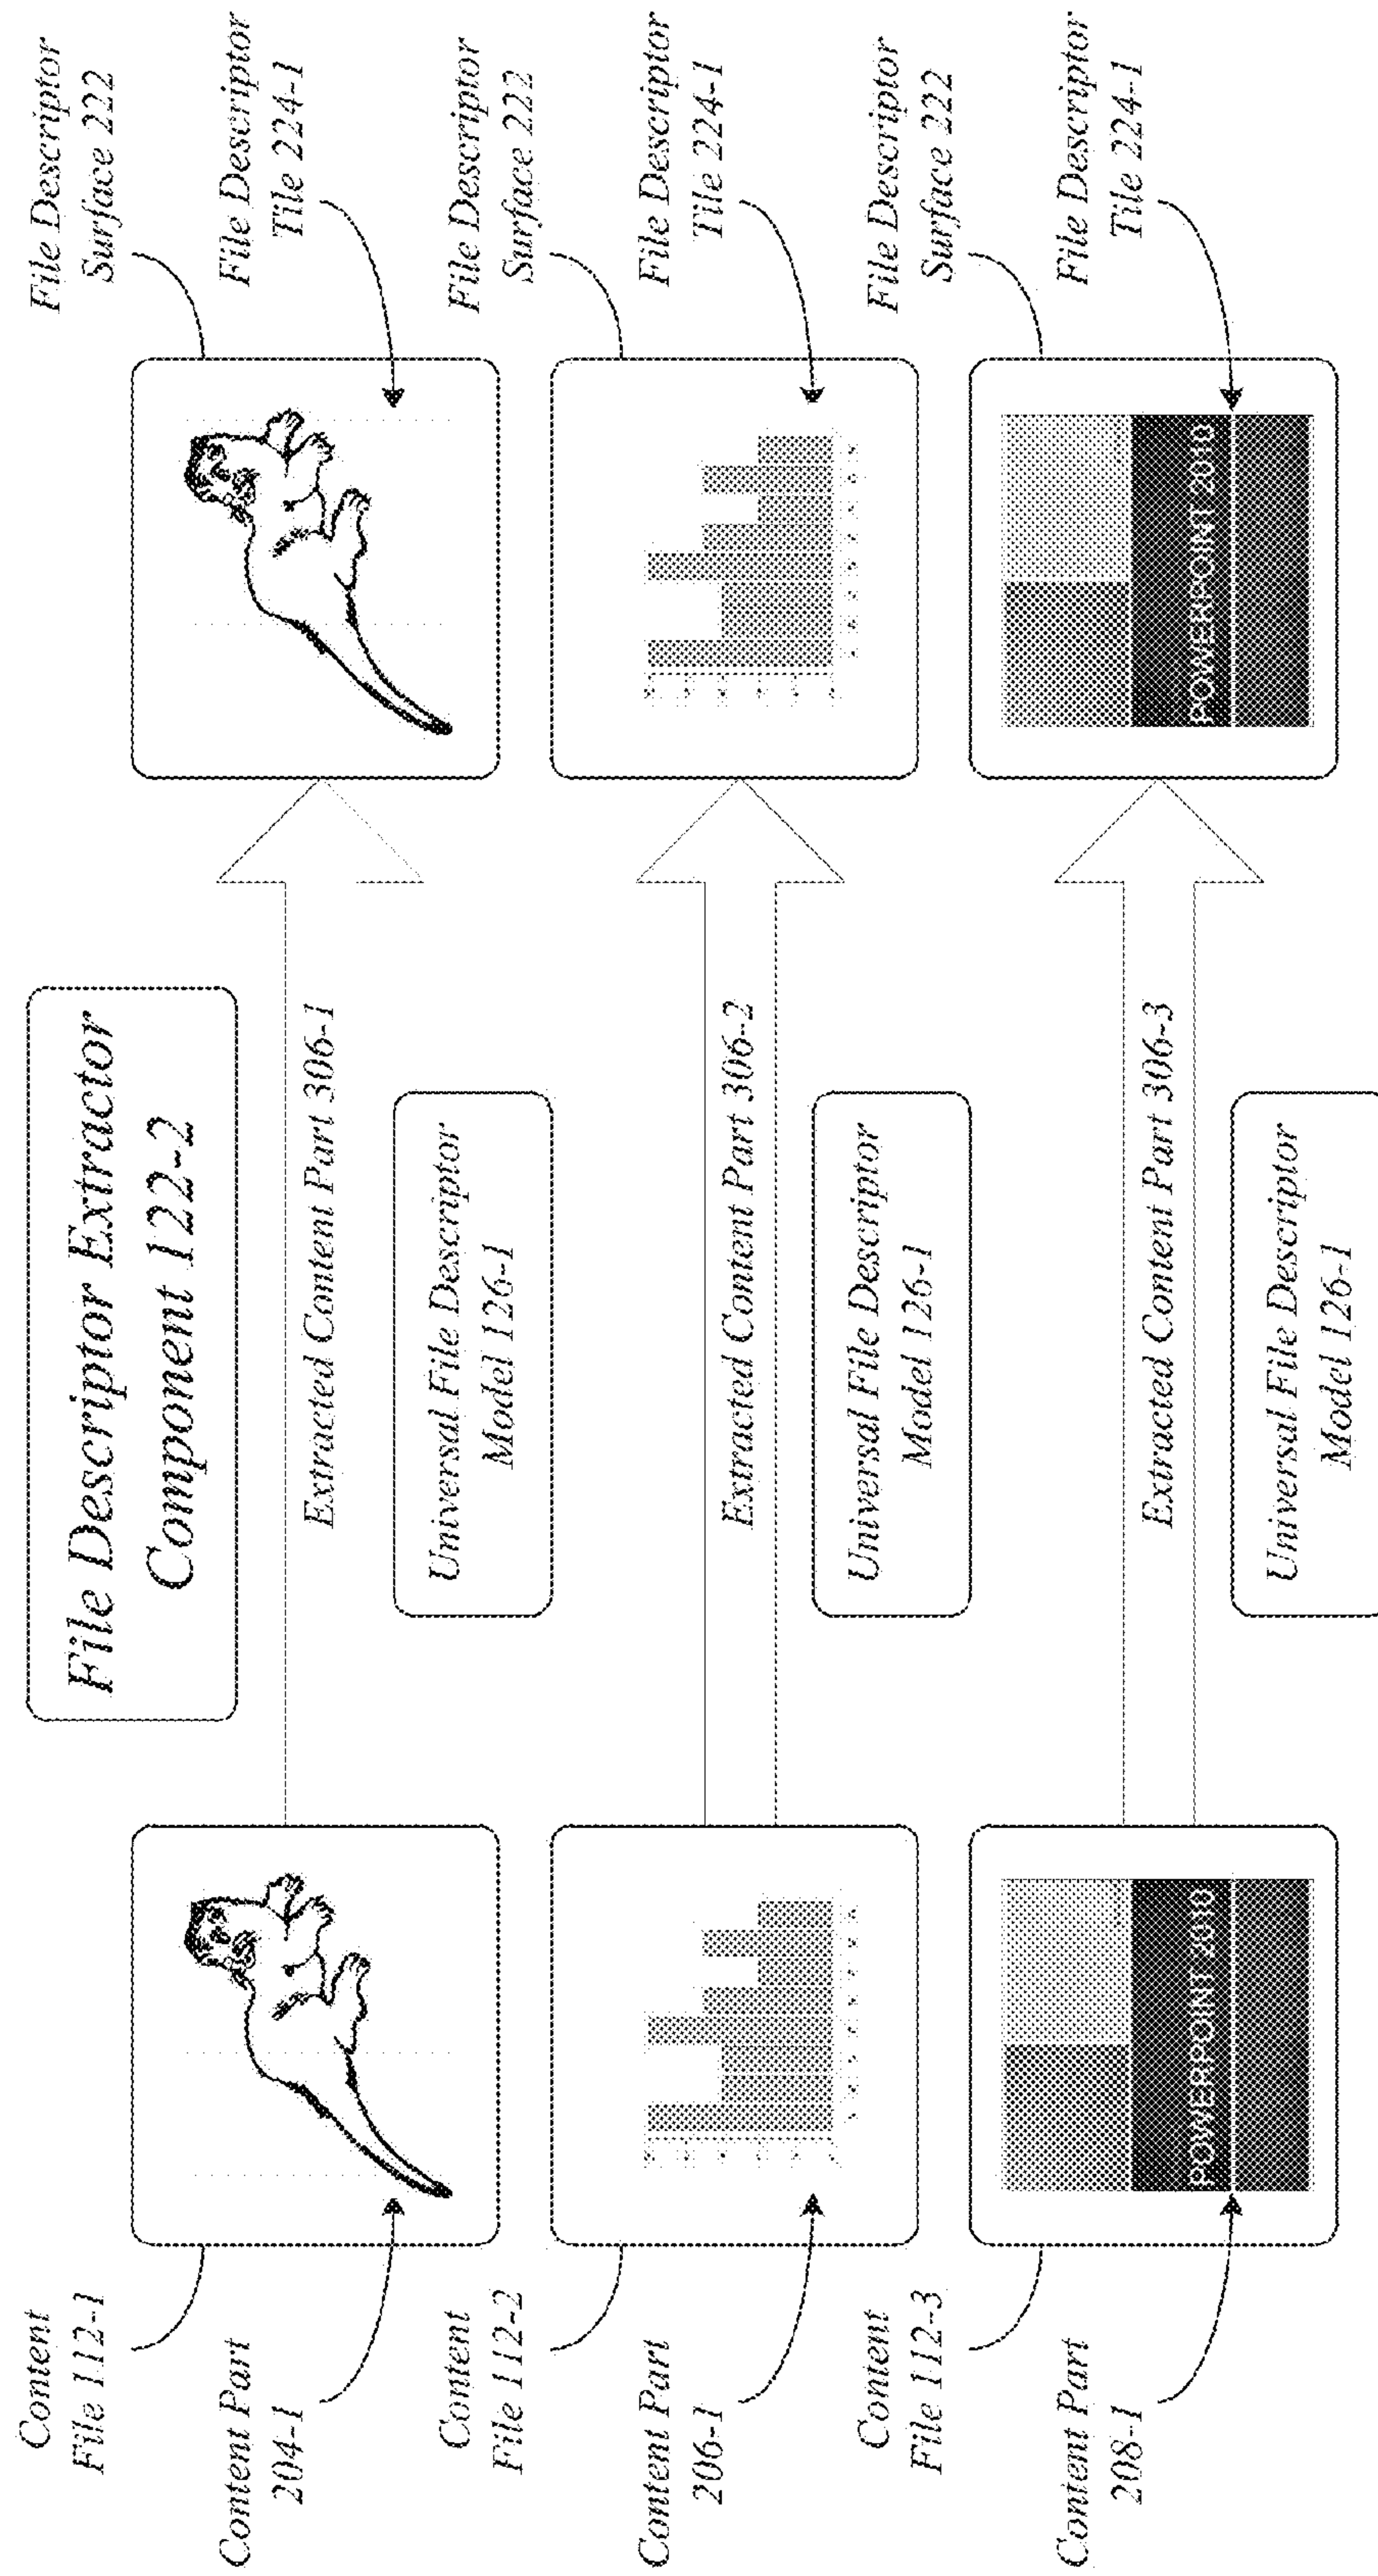 File Descriptor Extractor
Component 122-2
Content
File 112-1
Content Part
204-1
Extracted Content Part 306-1
Universal File Descriptor
Model 126-1
File Descriptor
Surface 222
File Descriptor
Tile 224-1
Content
File 112-2
Content Part
206-1
Extracted Content Part 306-2
Universal File Descriptor
Model 126-1
File Descriptor
Surface 222
File Descriptor
Tile 224-1
Content
File 112-3
Content Part
208-1
POWERPOINT 2010
Extracted Content Part 306-3
Universal File Descriptor
Model 126-1
POWERPOINT 2010
File Descriptor
Surface 222
File Descriptor
Tile 224-1